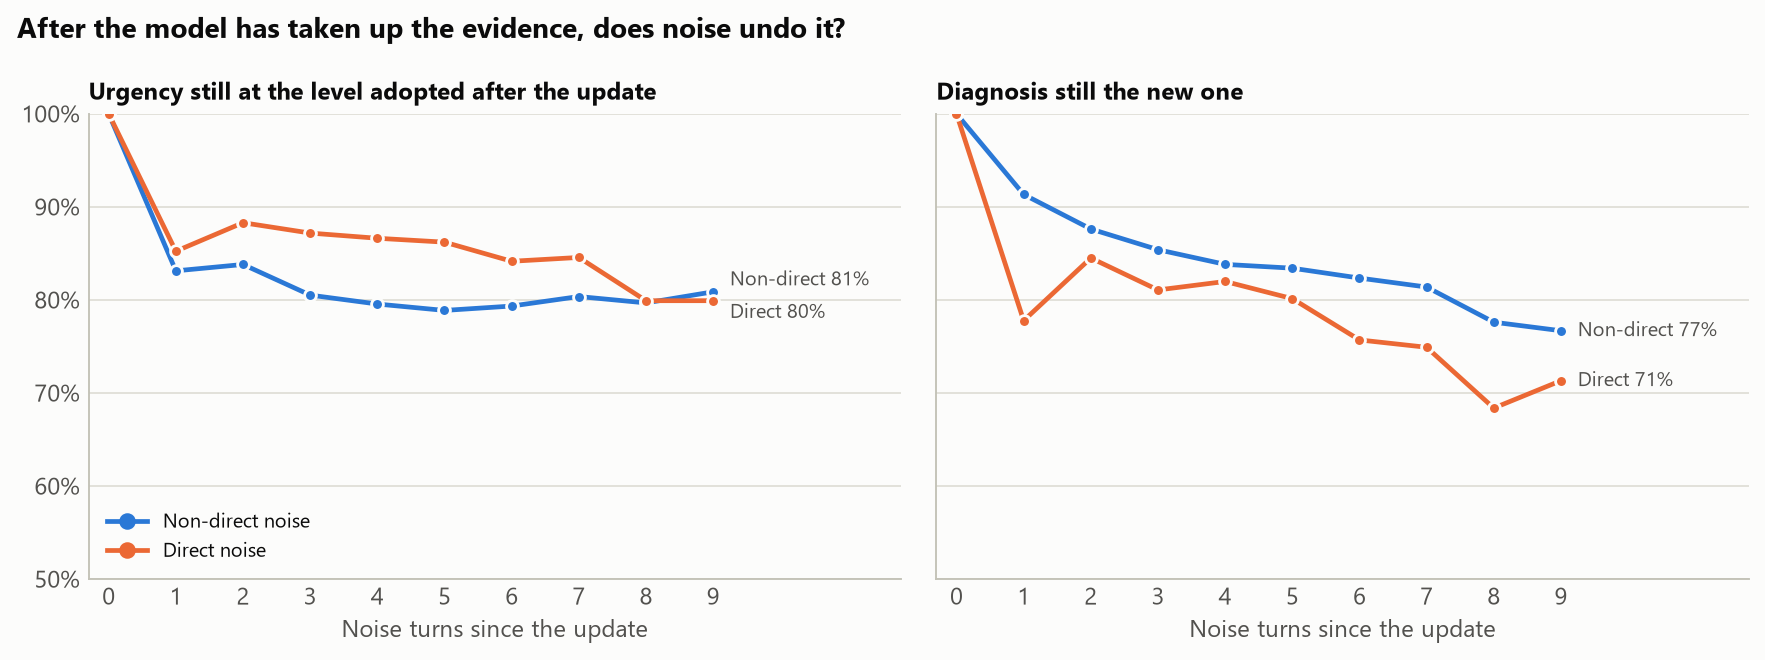 After the model has taken up the evidence, does noise undo it?
Urgency still at the level adopted after the update
100%
90%
80%
70%
60%
50%
Non-direct 81%
Direct 80%
Non-direct noise
Direct noise
0 1 2 3 4 5 6 7 8 9
Noise turns since the update
Diagnosis still the new one
Non-direct 77%
Direct 71%
0 1 2 3 4 5 6 7 8 9
Noise turns since the update